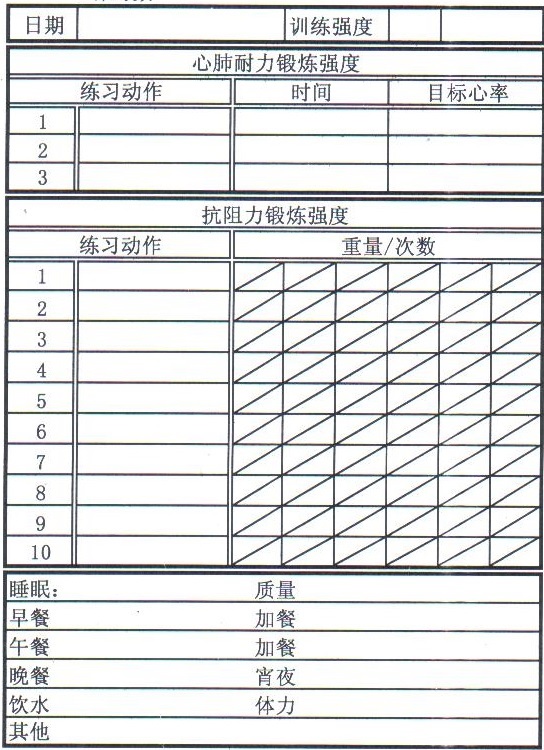 日期 训练强度
心肺耐力锻炼强度
练习动作 时间 目标心率
1
2
3
抗阻力锻炼强度
练习动作 重量/次数
1
2
3
4
5
6
7
8
9
10
睡眠： 质量
早餐 加餐
午餐 加餐
晚餐 宵夜
饮水 体力
其他